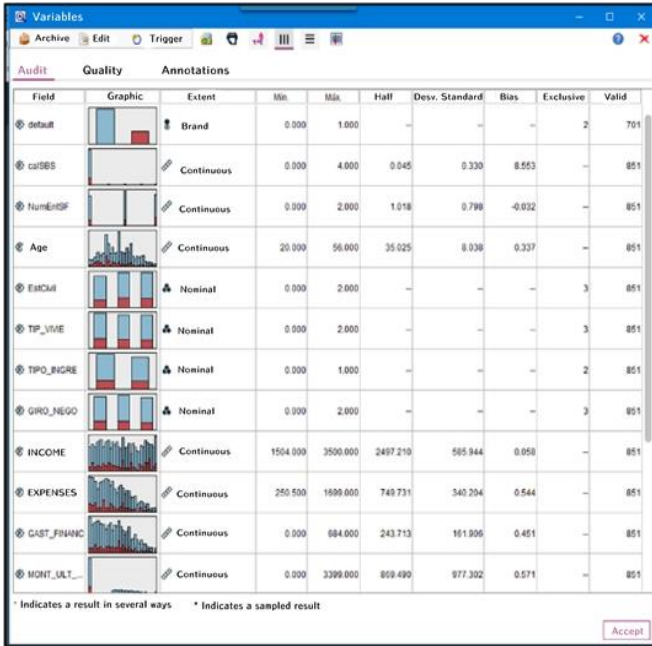 Variables
Archive Edit Trigger
Audit Quality Annotations
Field Graphic Extent Mín. Máx. Half Desv. Standard Bias Exclusive Valid
default Brand 0.000 1.000 -- -- -- 2 701
calSBS Continuous 0.000 4.000 0.045 0.330 8.553 -- 851
NumEntSF Continuous 0.000 2.000 1.018 0.798 -0.032 -- 851
Age Continuous 20.000 56.000 35.025 8.038 0.337 -- 851
EstCivil Nominal 0.000 2.000 -- -- -- 3 851
TIP_VIVIE Nominal 0.000 2.000 -- -- -- 3 851
TIPO_INGRE Nominal 0.000 1.000 -- -- -- 2 851
GIRO_NEGO Nominal 0.000 2.000 -- -- -- 3 851
INCOME Continuous 1504.000 3500.000 2497.210 585.944 0.058 -- 851
EXPENSES Continuous 250.500 1699.000 749.731 340.204 0.544 -- 851
GAST_FINANC Continuous 0.000 684.000 243.713 161.906 0.451 -- 851
MONT_ULT_... Continuous 0.000 3399.000 869.490 977.302 0.571 -- 851
* Indicates a result in several ways * Indicates a sampled result
Accept